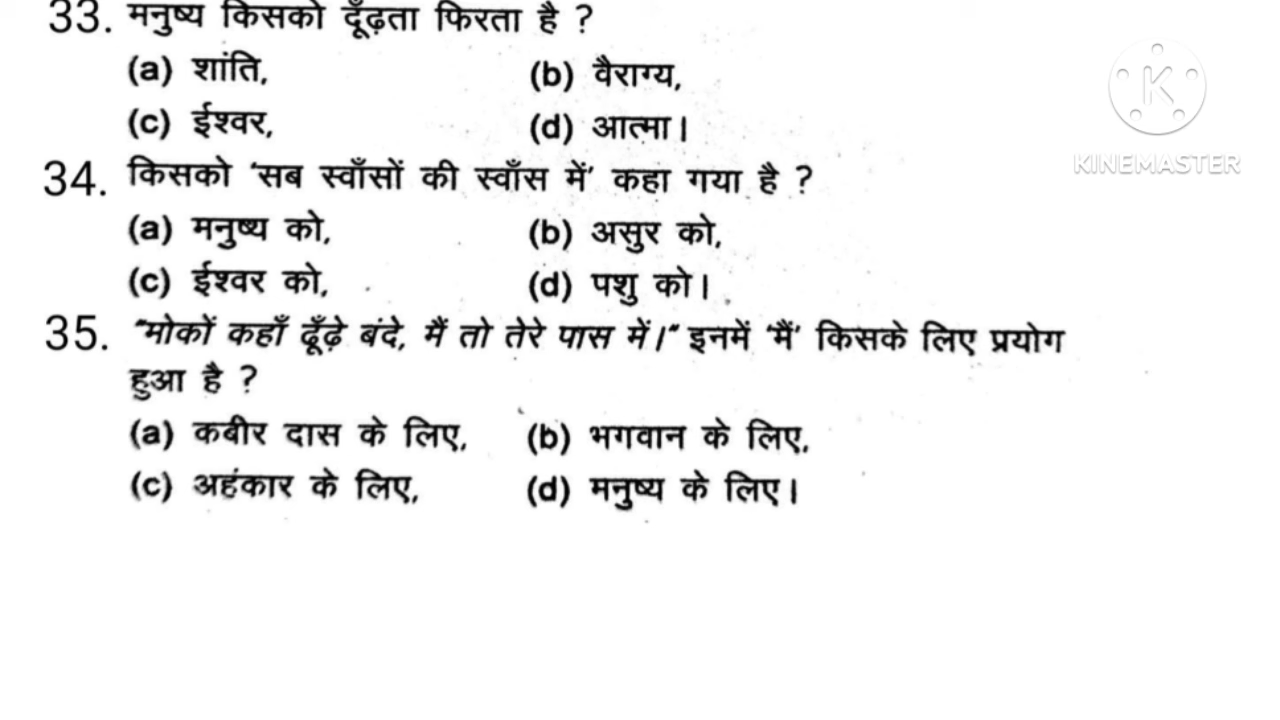 33. मनुष्य किसको ढूँढ़ता फिरता है ?
(a) शांति, (b) वैराग्य,
(c) ईश्वर, (d) आत्मा।
34. किसको ‘सब स्वाँसों की स्वाँस में’ कहा गया है ?
(a) मनुष्य को, (b) असुर को,
(c) ईश्वर को, (d) पशु को।
35. “मोकों कहाँ ढूँढ़े बंदे, मैं तो तेरे पास में।” इनमें ‘मैं’ किसके लिए प्रयोग
हुआ है ?
(a) कबीर दास के लिए, (b) भगवान के लिए,
(c) अहंकार के लिए, (d) मनुष्य के लिए।
K
KINEMASTER